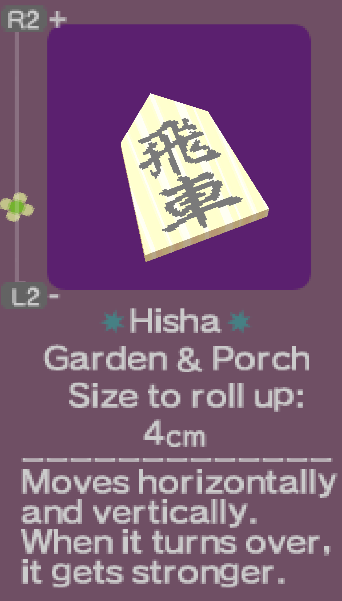 R2 +
飛
車
L2 -
Hisha
Garden & Porch
Size to roll up:
4cm
Moves horizontally
and vertically.
When it turns over,
it gets stronger.